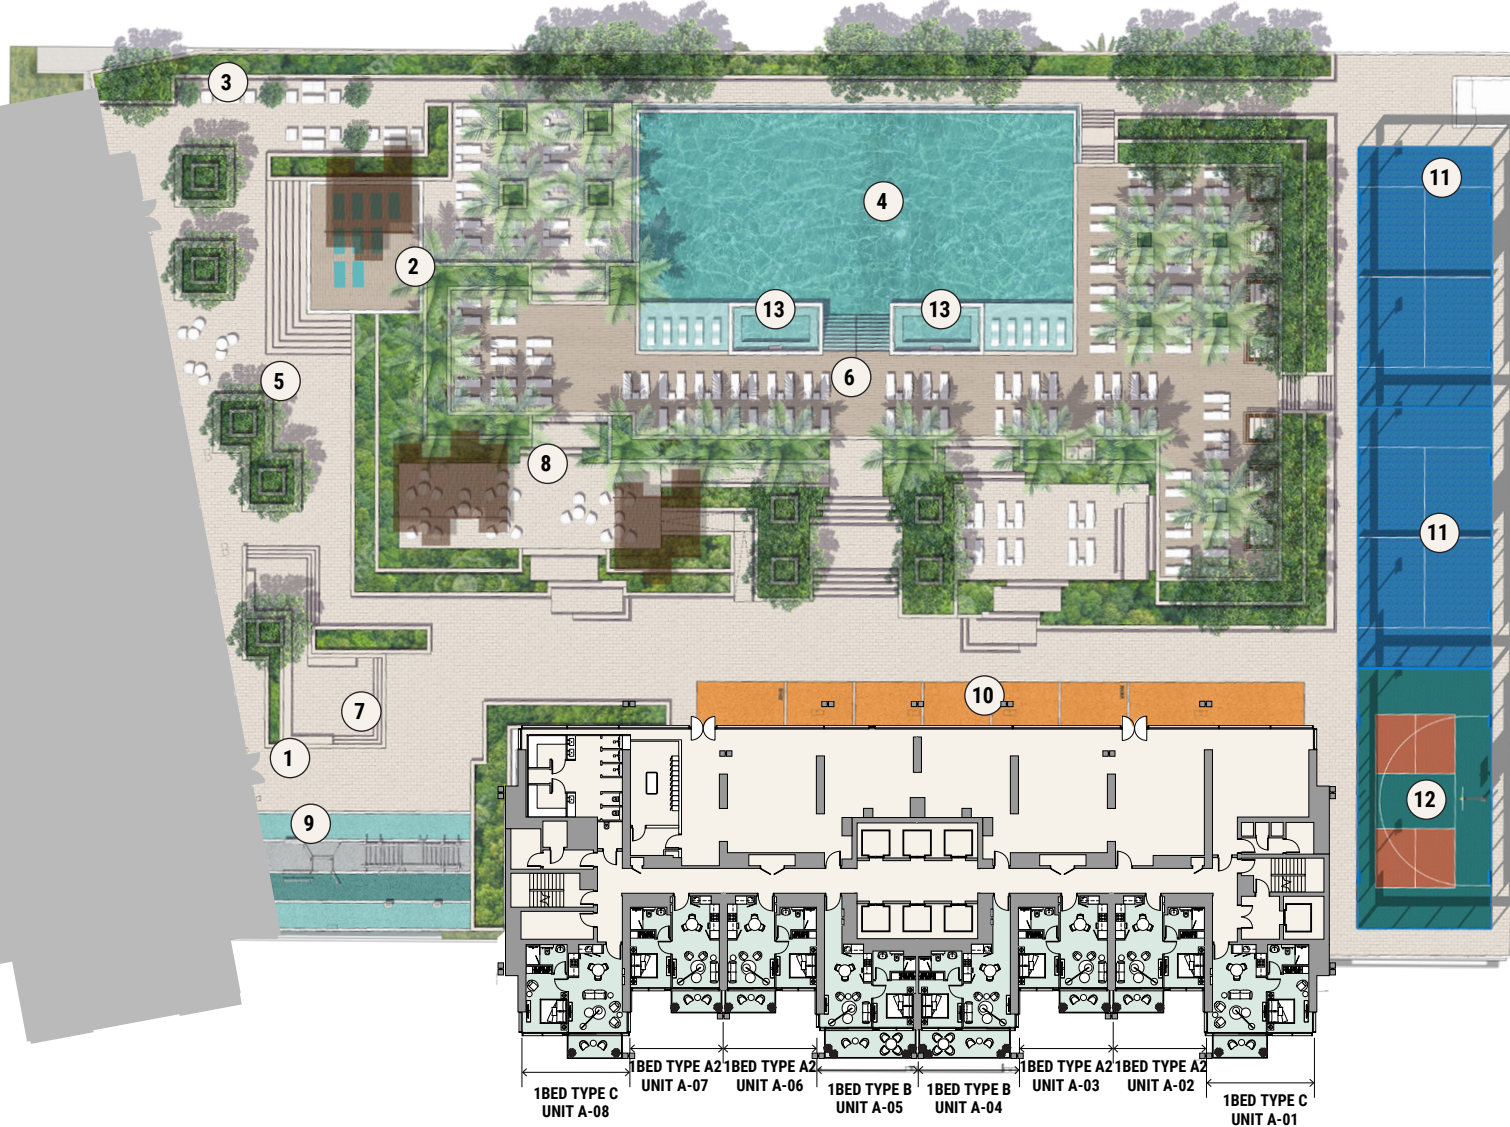 3
11
4
2
13
13
6
5
8
11
10
7
1
12
9
1BED TYPE A2
UNIT A-07
1BED TYPE A2
UNIT A-06
1BED TYPE A2
UNIT A-03
1BED TYPE A2
UNIT A-02
1BED TYPE C
UNIT A-08
1BED TYPE B
UNIT A-05
1BED TYPE B
UNIT A-04
1BED TYPE C
UNIT A-01